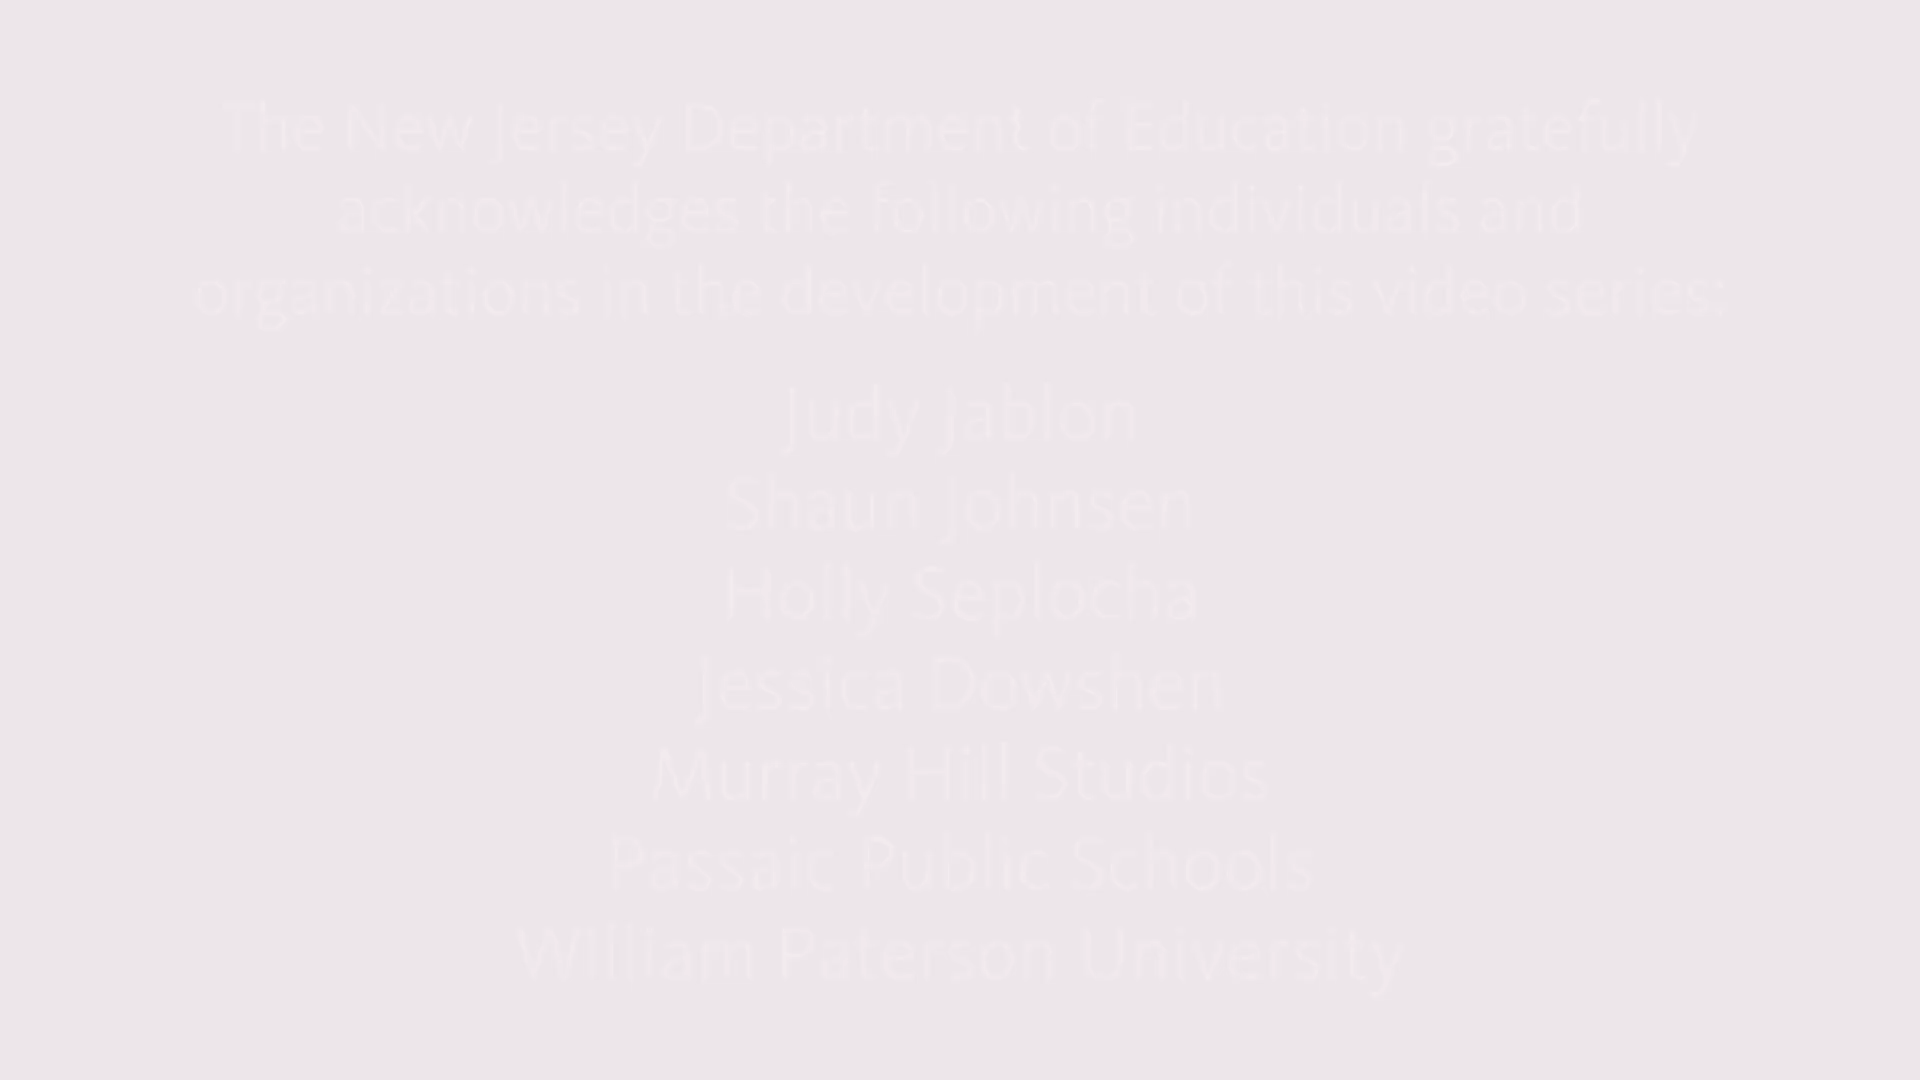 The New Jersey Department of Education gratefully
acknowledges the following individuals and
organizations in the development of this video series:
Judy Jablon
Shaun Johnsen
Holly Seplocha
Jessica Dowshen
Murray Hill Studios
Passaic Public Schools
William Paterson University